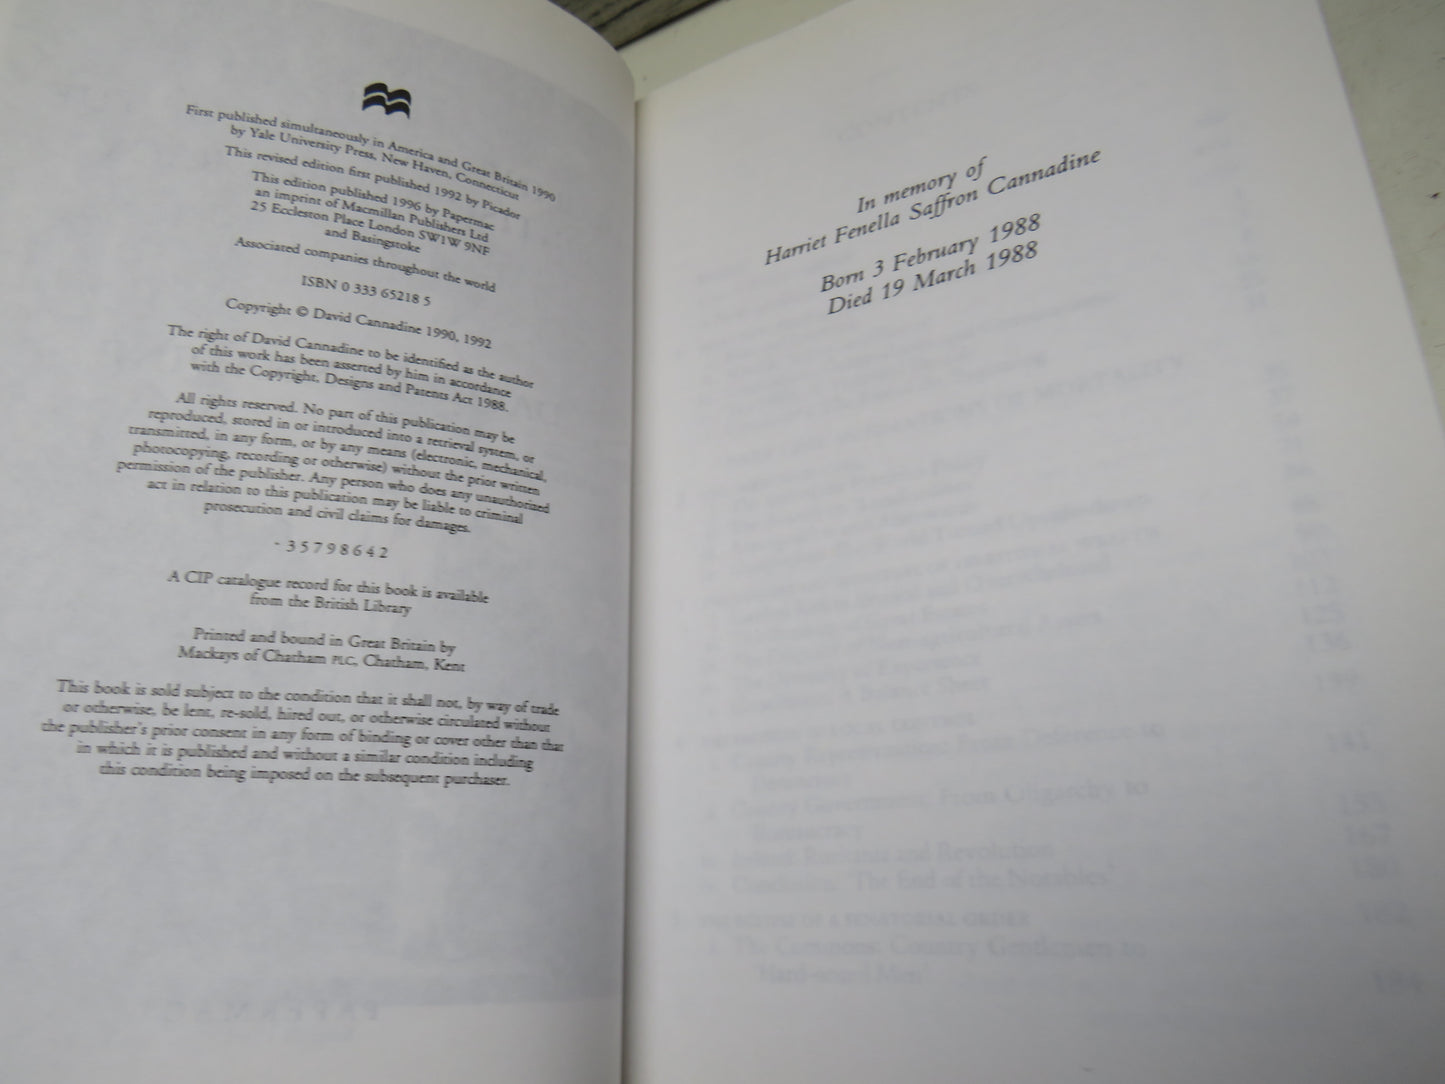 First published simultaneously in America and Great Britain 1990
by Yale University Press, New Haven, Connecticut
This revised edition first published 1992 by Picador
This edition published 1996 by Papermac
an imprint of Macmillan Publishers Ltd
25 Eccleston Place London SW1W 9NF
and Basingstoke
Associated companies throughout the world
ISBN 0 333 65218 5
Copyright © David Cannadine 1990, 1992
The right of David Cannadine to be identified as the author
of this work has been asserted by him in accordance
with the Copyright, Designs and Patents Act 1988.
All rights reserved. No part of this publication may be
reproduced, stored in or introduced into a retrieval system, or
transmitted, in any form, or by any means (electronic, mechanical,
photocopying, recording or otherwise) without the prior written
permission of the publisher. Any person who does any unauthorized
act in relation to this publication may be liable to criminal
prosecution and civil claims for damages.
3 5 7 9 8 6 4 2
A CIP catalogue record for this book is available
from the British Library
Printed and bound in Great Britain by
Mackays of Chatham PLC, Chatham, Kent
This book is sold subject to the condition that it shall not, by way of trade
or otherwise, be lent, re-sold, hired out, or otherwise circulated without
the publisher's prior consent in any form of binding or cover other than that
in which it is published and without a similar condition including
this condition being imposed on the subsequent purchaser.
In memory of
Harriet Fenella Saffron Cannadine
Born 3 February 1988
Died 19 March 1988